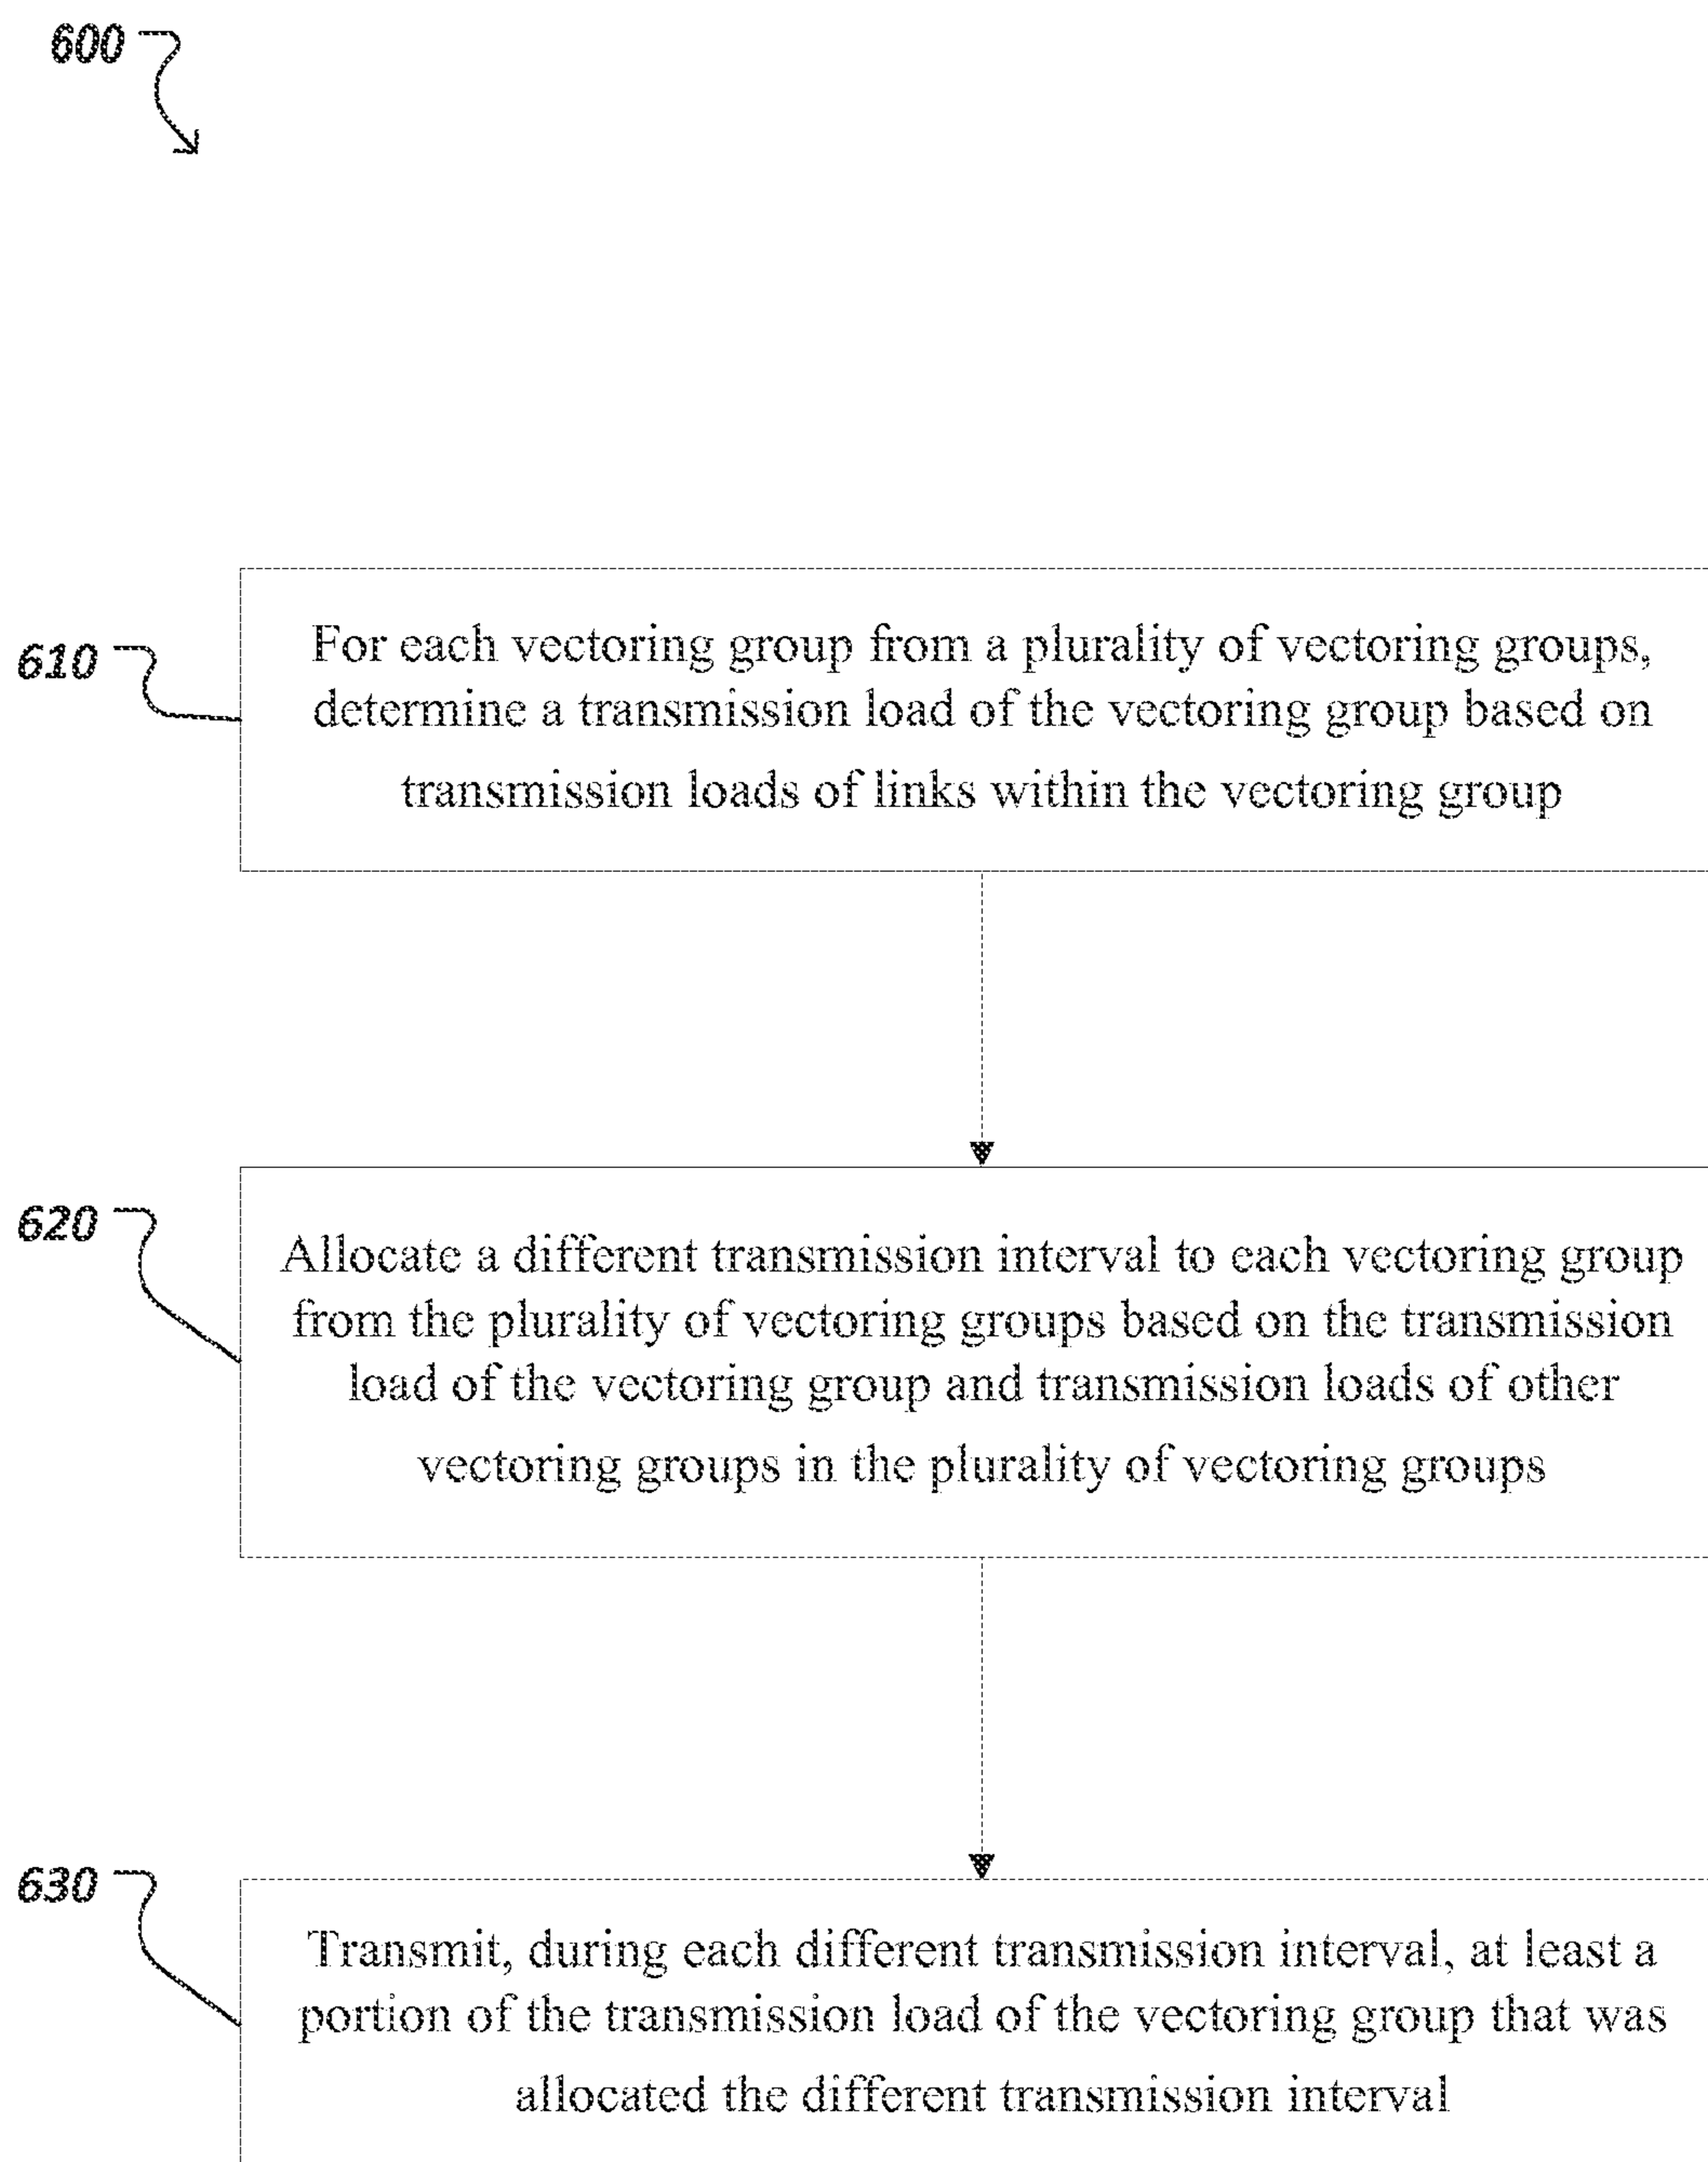 600
610
For each vectoring group from a plurality of vectoring groups,
determine a transmission load of the vectoring group based on
transmission loads of links within the vectoring group
620
Allocate a different transmission interval to each vectoring group
from the plurality of vectoring groups based on the transmission
load of the vectoring group and transmission loads of other
vectoring groups in the plurality of vectoring groups
630
Transmit, during each different transmission interval, at least a
portion of the transmission load of the vectoring group that was
allocated the different transmission interval